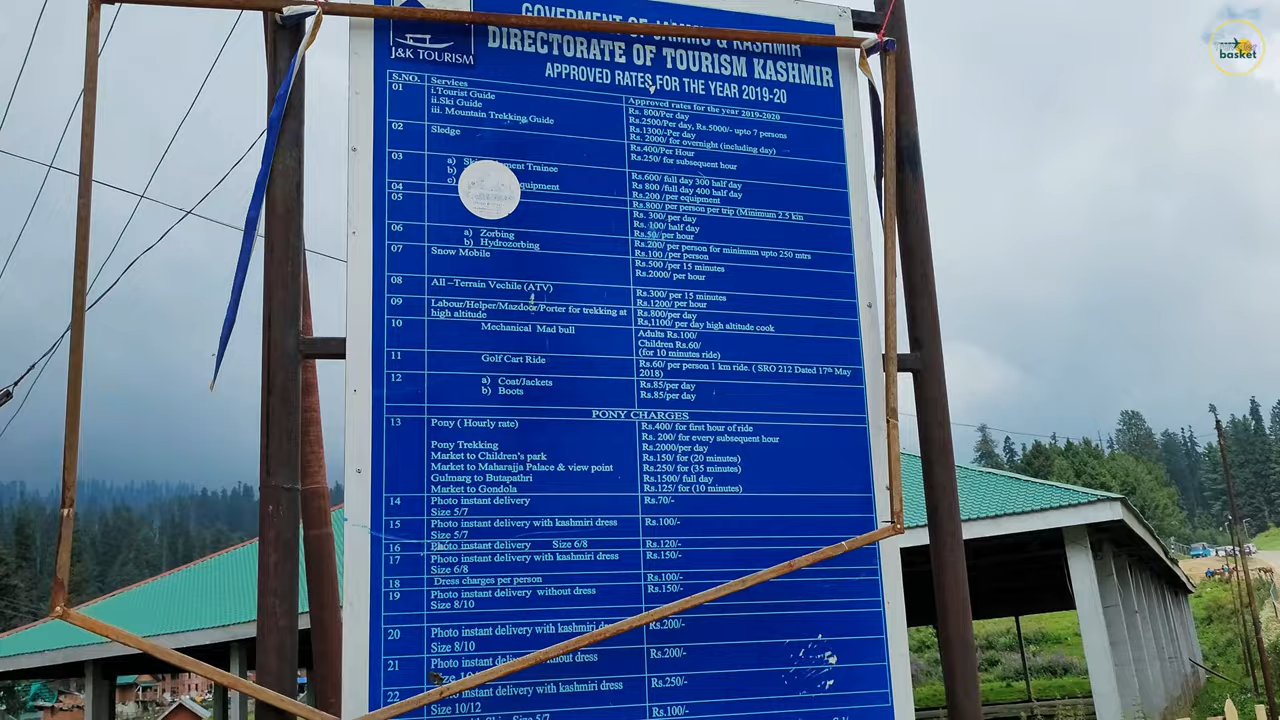 GOVERMENT OF JAMMU & KASHMIR
J&K TOURISM
DIRECTORATE OF TOURISM KASHMIR
APPROVED RATES FOR THE YEAR 2019-20
basket
S.NO. Services Approved rates for the year 2019-2020
01 i.Tourist Guide Rs. 800/Per day
ii.Ski Guide Rs.2500/Per day, Rs.5000/- upto 7 persons
iii. Mountain Trekking Guide Rs.1300/-Per day
Rs. 2000/ for overnight (including day)
02 Sledge Rs.400/Per Hour
Rs.250/ for subsequent hour
03 a) Trainee Rs.600/ full day 300 half day
b) Rs 800/full day 400 half day
c) equipment Rs.200 /per equipment
04 Rs.800/ per person per trip (Minimum 2.5 km
05 Rs. 300/per day
Rs. 100/ half day
Rs.50/ per hour
06 a) Zorbing Rs.200/ per person for minimum upto 250 mtrs
b) Hydrozorbing Rs.100 /per person
07 Snow Mobile Rs.500 /per 15 minutes
Rs.2000/ per hour
08 All –Terrain Vechile (ATV) Rs.300/ per 15 minutes
Rs.1200/ per hour
09 Labour/Helper/Mazdoor/Porter for trekking at Rs.800/per day
high altitude Rs,1100/ per day high altitude cook
10 Mechanical Mad bull Adults Rs.100/
Children Rs.60/
(for 10 minutes ride)
11 Golf Cart Ride Rs.60/ per person 1 km ride. ( SRO 212 Dated 17th May
2018)
12 a) Coat/Jackets Rs.85/per day
b) Boots Rs.85/per day
PONY CHARGES
13 Pony ( Hourly rate) Rs.400/ for first hour of ride
Rs. 200/ for every subsequent hour
Pony Trekking Rs.2000/per day
Market to Children's park Rs.150/ for (20 minutes)
Market to Maharajja Palace & view point Rs.250/ for (35 minutes)
Gulmarg to Butapathri Rs.1500/ full day
Market to Gondola Rs.125/ for (10 minutes)
14 Photo instant delivery Rs.70/-
Size 5/7
15 Photo instant delivery with kashmiri dress Rs.100/-
Size 5/7
16 Photo instant delivery Size 6/8 Rs.120/-
17 Photo instant delivery with kashmiri dress Rs.150/-
Size 6/8
18 Dress charges per person Rs.100/-
19 Photo instant delivery without dress Rs.150/-
Size 8/10
20 Photo instant delivery with kashmiri dress Rs.200/-
Size 8/10
21 Photo instant delivery without dress Rs.200/-
Size
22 Photo instant delivery with kashmiri dress Rs.250/-
Size 10/12
Size 5/7 Rs.100/-